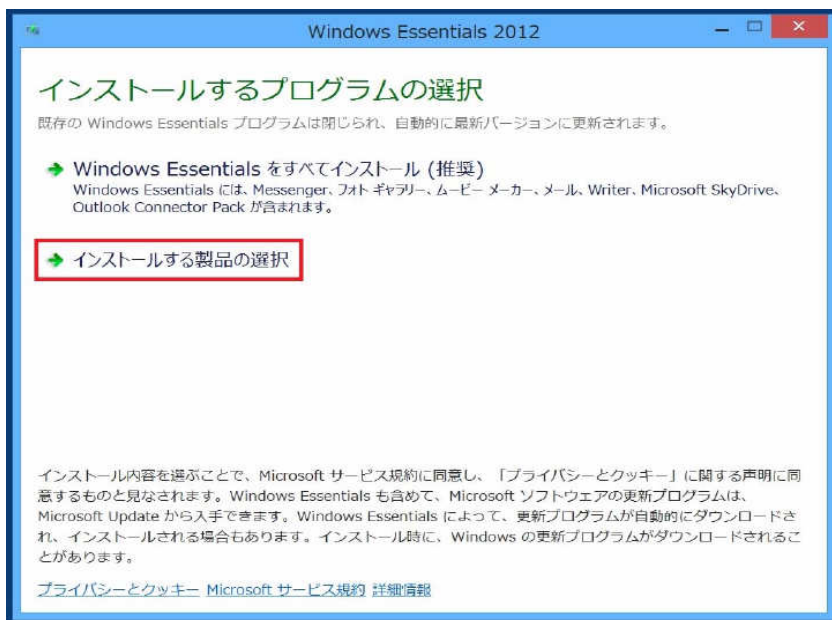 Windows Essentials 2012
インストールするプログラムの選択
既存の Windows Essentials プログラムは閉じられ、自動的に最新バージョンに更新されます。
Windows Essentials をすべてインストール (推奨)
Windows Essentials には、Messenger、フォト ギャラリー、ムービー メーカー、メール、Writer、Microsoft SkyDrive、
Outlook Connector Pack が含まれます。
インストールする製品の選択
インストール内容を選ぶことで、Microsoft サービス規約に同意し、「プライバシーとクッキー」に関する声明に同
意するものと見なされます。Windows Essentials も含めて、Microsoft ソフトウェアの更新プログラムは、
Microsoft Update から入手できます。Windows Essentials によって、更新プログラムが自動的にダウンロードさ
れ、インストールされる場合もあります。インストール時に、Windows の更新プログラムがダウンロードされるこ
とがあります。
プライバシーとクッキー Microsoft サービス規約 詳細情報